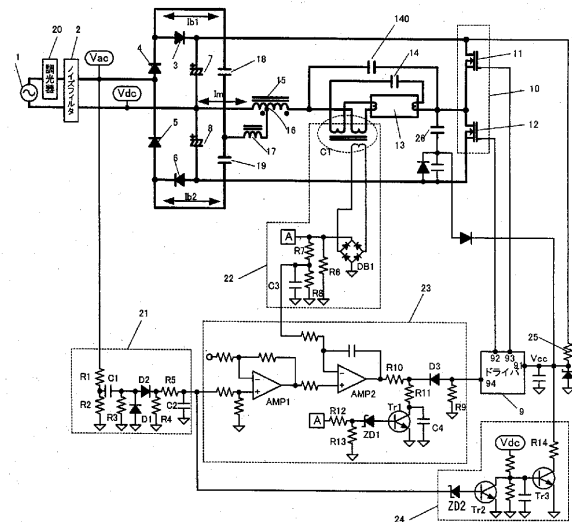 20
2
Vac
調光器
ノイズフィルタ
1
Vdc
4
Ib1
3
7
18
Im
15
16
17
5
6
8
19
Ib2
140
14
13
C1
26
11
10
12
22
A
R7
R6
C3
R8
DB1
23
21
R1
R2
C1
R3
D1
D2
R4
R5
C2
AMP1
AMP2
R10
D3
R11
A
R12
R13
ZD1
Tr1
C4
R9
92
93
ドライバ
91
94
9
Vcc
25
Vdc
R14
ZD2
Tr2
Tr3
24